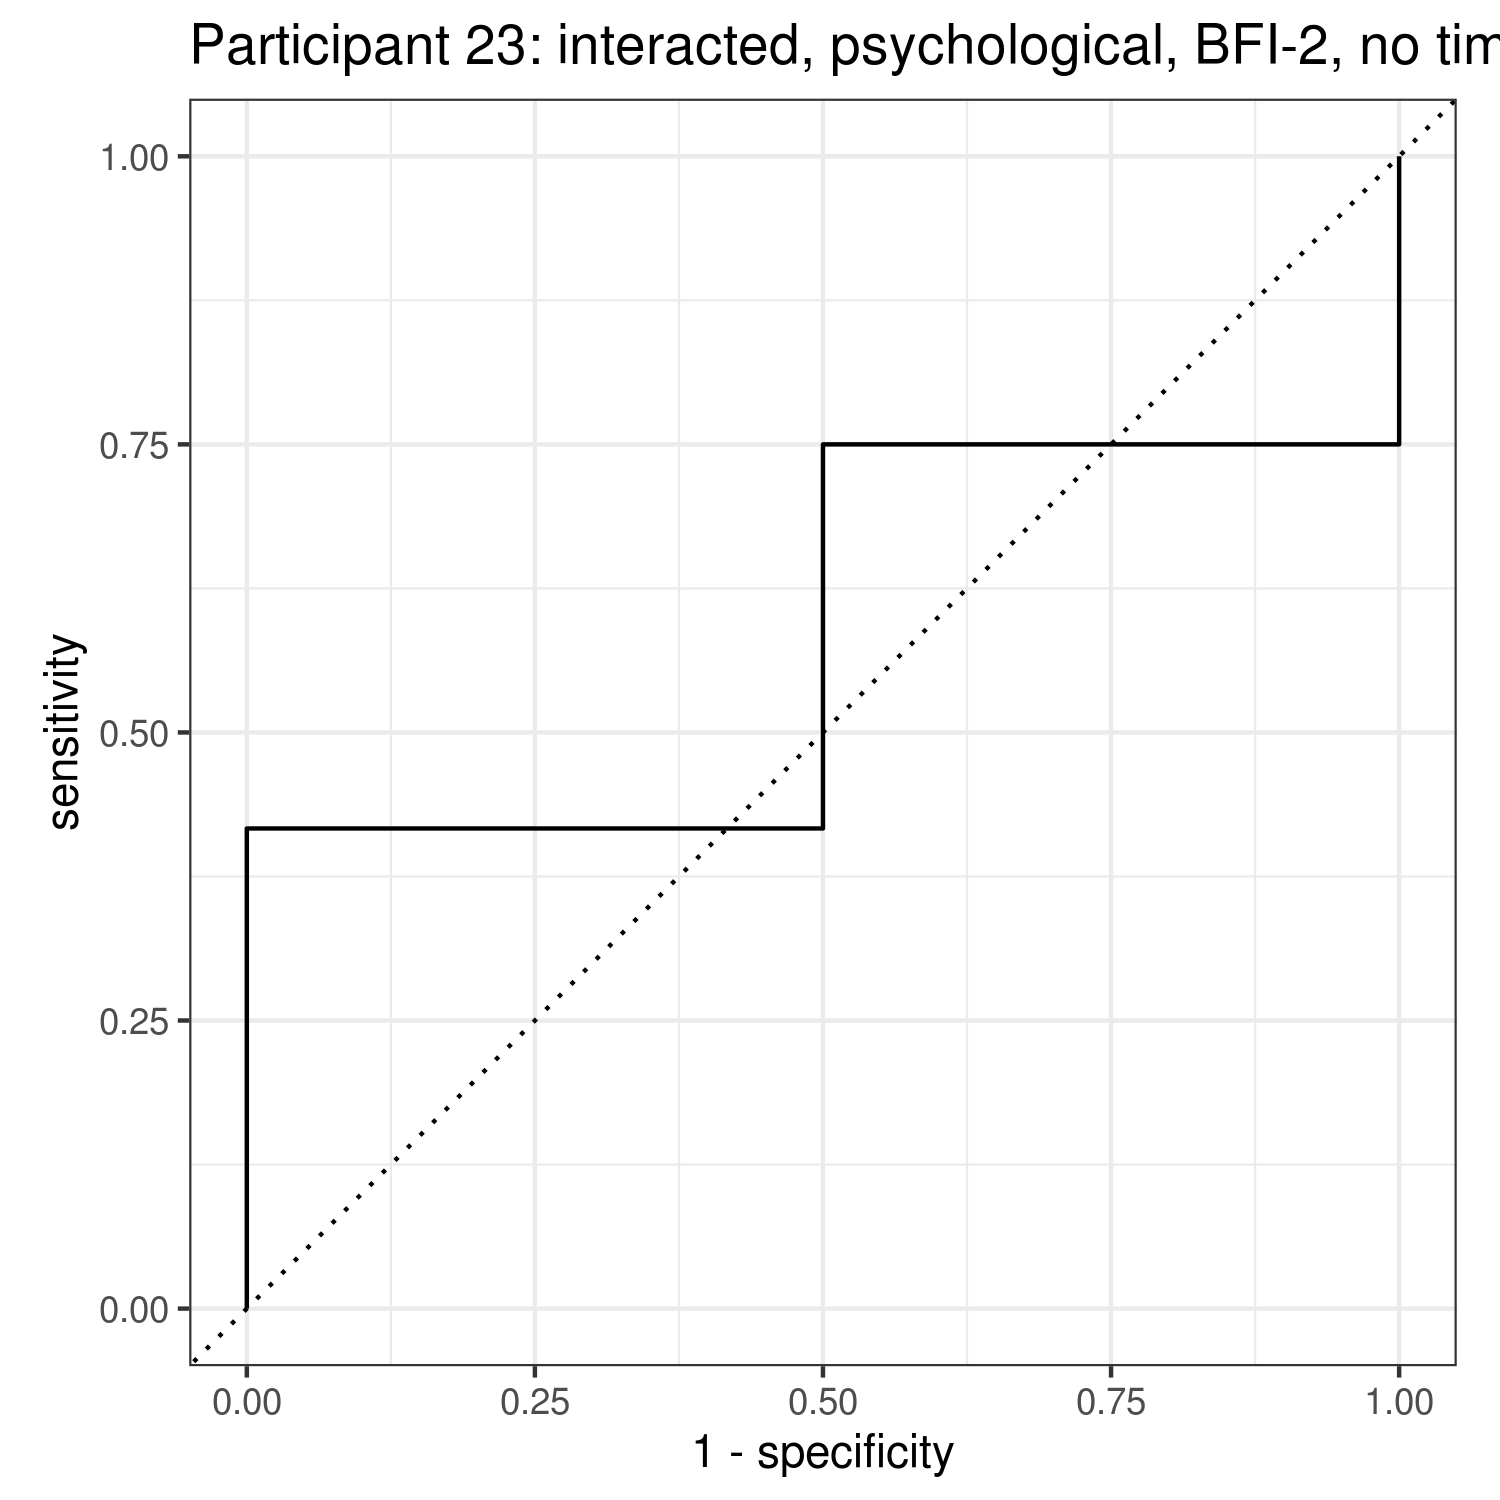 Participant 23: interacted, psychological, BFI-2, no tim
1.00
0.75
0.50
0.25
0.00
sensitivity
0.00 0.25 0.50 0.75 1.00
1 - specificity